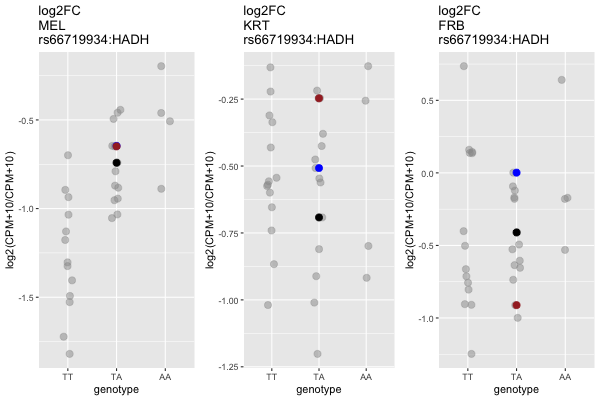 log2FC
MEL
rs66719934:HADH
log2(CPM+10/CPM+10)
-0.5
-1.0
-1.5
TT TA AA
genotype
log2FC
KRT
rs66719934:HADH
log2(CPM+10/CPM+10)
-0.25
-0.50
-0.75
-1.00
-1.25
TT TA AA
genotype
log2FC
FRB
rs66719934:HADH
log2(CPM+10/CPM+10)
0.5
0.0
-0.5
-1.0
TT TA AA
genotype